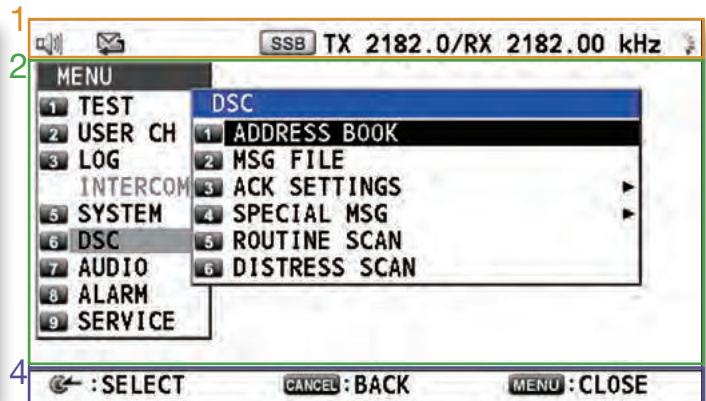 1
SSB TX 2182.0/RX 2182.00 kHz
2
MENU
1 TEST
2 USER CH
3 LOG
INTERCOM
5 SYSTEM
6 DSC
7 AUDIO
8 ALARM
9 SERVICE
DSC
1 ADDRESS BOOK
2 MSG FILE
3 ACK SETTINGS
4 SPECIAL MSG
5 ROUTINE SCAN
6 DISTRESS SCAN
4
:SELECT CANCEL:BACK MENU:CLOSE